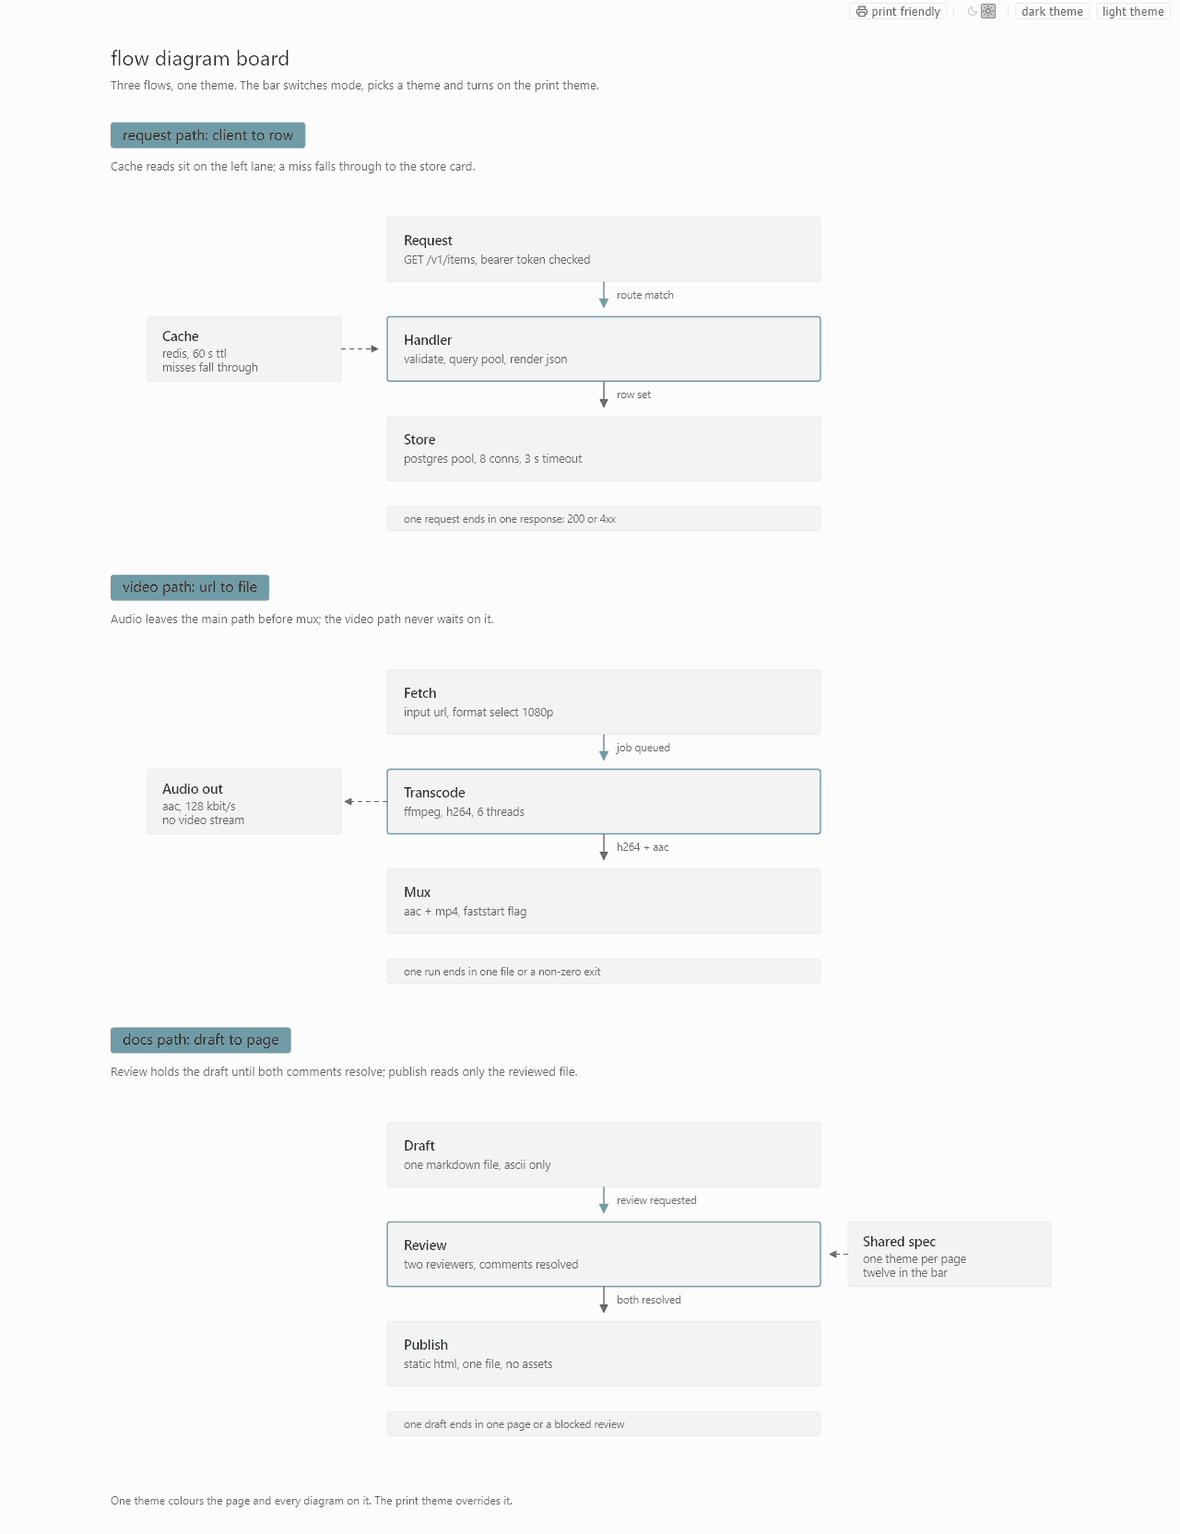 print friendly
dark theme
light theme
flow diagram board
Three flows, one theme. The bar switches mode, picks a theme and turns on the print theme.
request path: client to row
Cache reads sit on the left lane; a miss falls through to the store card.
Request
GET /v1/items, bearer token checked
route match
Cache
redis, 60 s ttl
misses fall through
Handler
validate, query pool, render json
row set
Store
postgres pool, 8 conns, 3 s timeout
one request ends in one response: 200 or 4xx
video path: url to file
Audio leaves the main path before mux; the video path never waits on it.
Fetch
input url, format select 1080p
job queued
Audio out
aac, 128 kbit/s
no video stream
Transcode
ffmpeg, h264, 6 threads
h264 + aac
Mux
aac + mp4, faststart flag
one run ends in one file or a non-zero exit
docs path: draft to page
Review holds the draft until both comments resolve; publish reads only the reviewed file.
Draft
one markdown file, ascii only
review requested
Review
two reviewers, comments resolved
Shared spec
one theme per page
twelve in the bar
both resolved
Publish
static html, one file, no assets
one draft ends in one page or a blocked review
One theme colours the page and every diagram on it. The print theme overrides it.